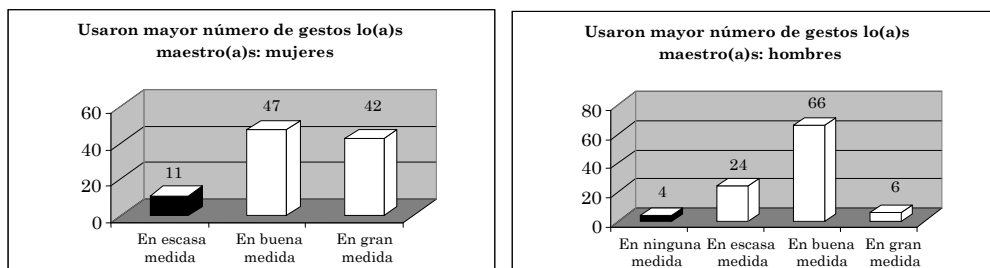 Usaron mayor número de gestos lo(a)s
maestro(a)s: mujeres
60
40
20
0
11
47
42
En escasa medida
En buena medida
En gran medida
Usaron mayor número de gestos lo(a)s
maestro(a)s: hombres
80
60
40
20
0
4
24
66
6
En ninguna medida
En escasa medida
En buena medida
En gran medida